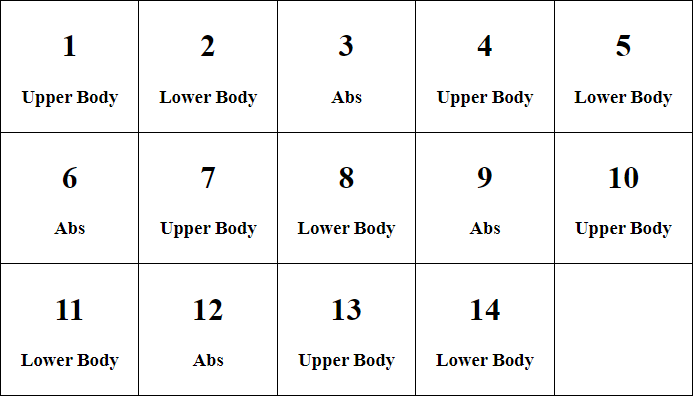 1 2 3 4 5
Upper Body Lower Body Abs Upper Body Lower Body
6 7 8 9 10
Abs Upper Body Lower Body Abs Upper Body
11 12 13 14
Lower Body Abs Upper Body Lower Body